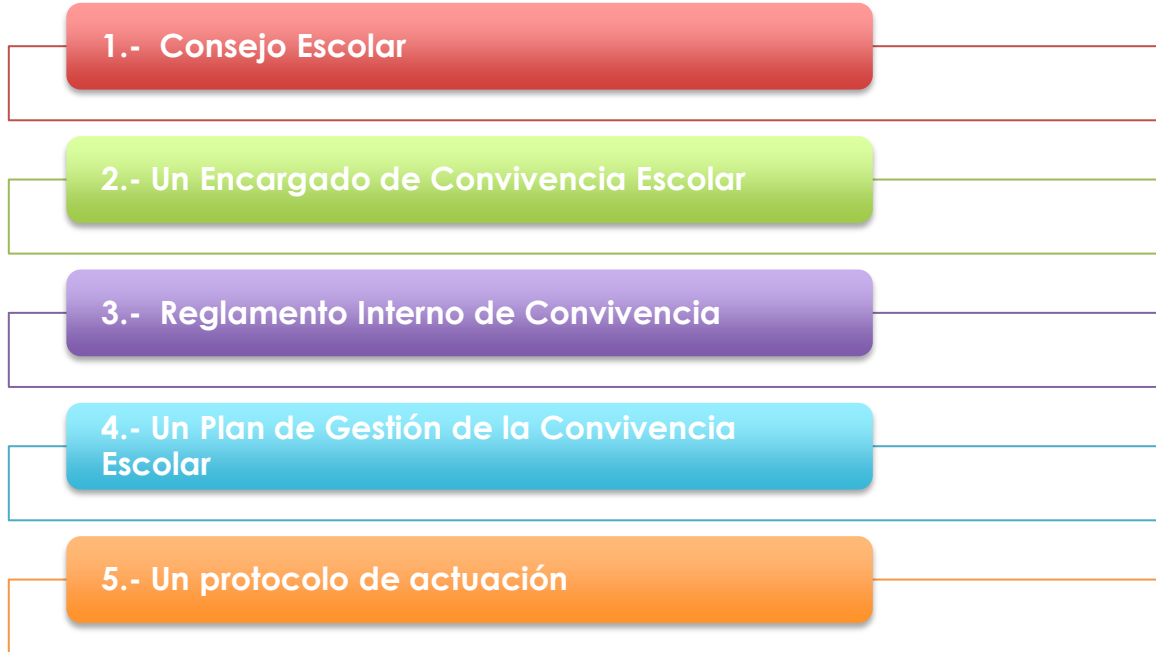 1.- Consejo Escolar
2.- Un Encargado de Convivencia Escolar
3.- Reglamento Interno de Convivencia
4.- Un Plan de Gestión de la Convivencia
Escolar
5.- Un protocolo de actuación